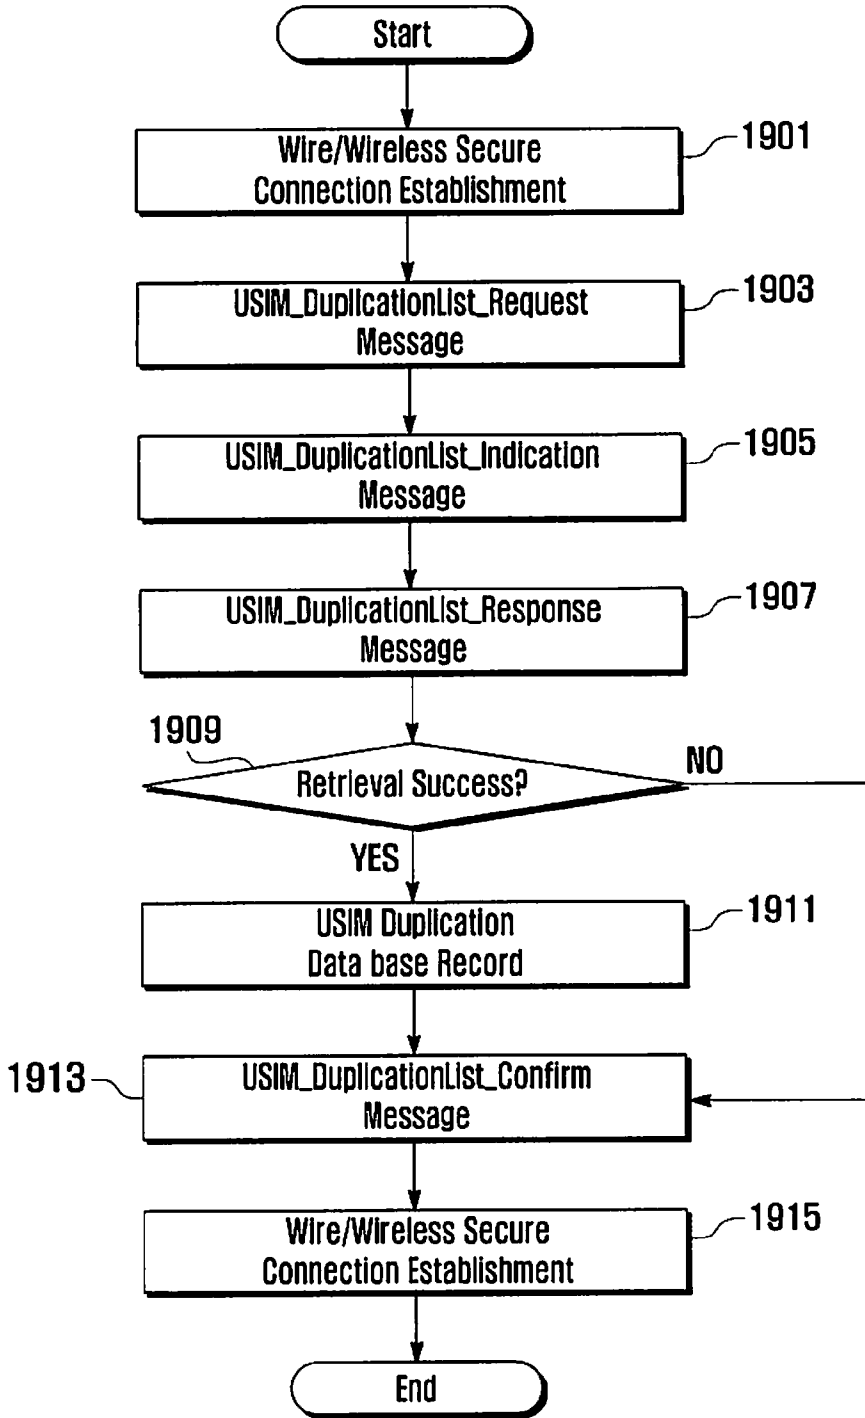 Start
Wire/Wireless Secure
Connection Establishment
1901
USIM_DuplicationList_Request
Message
1903
USIM_DuplicationList_Indication
Message
1905
USIM_DuplicationList_Response
Message
1907
1909
Retrieval Success?
NO
YES
USIM Duplication
Data base Record
1911
1913
USIM_DuplicationList_Confirm
Message
Wire/Wireless Secure
Connection Establishment
1915
End